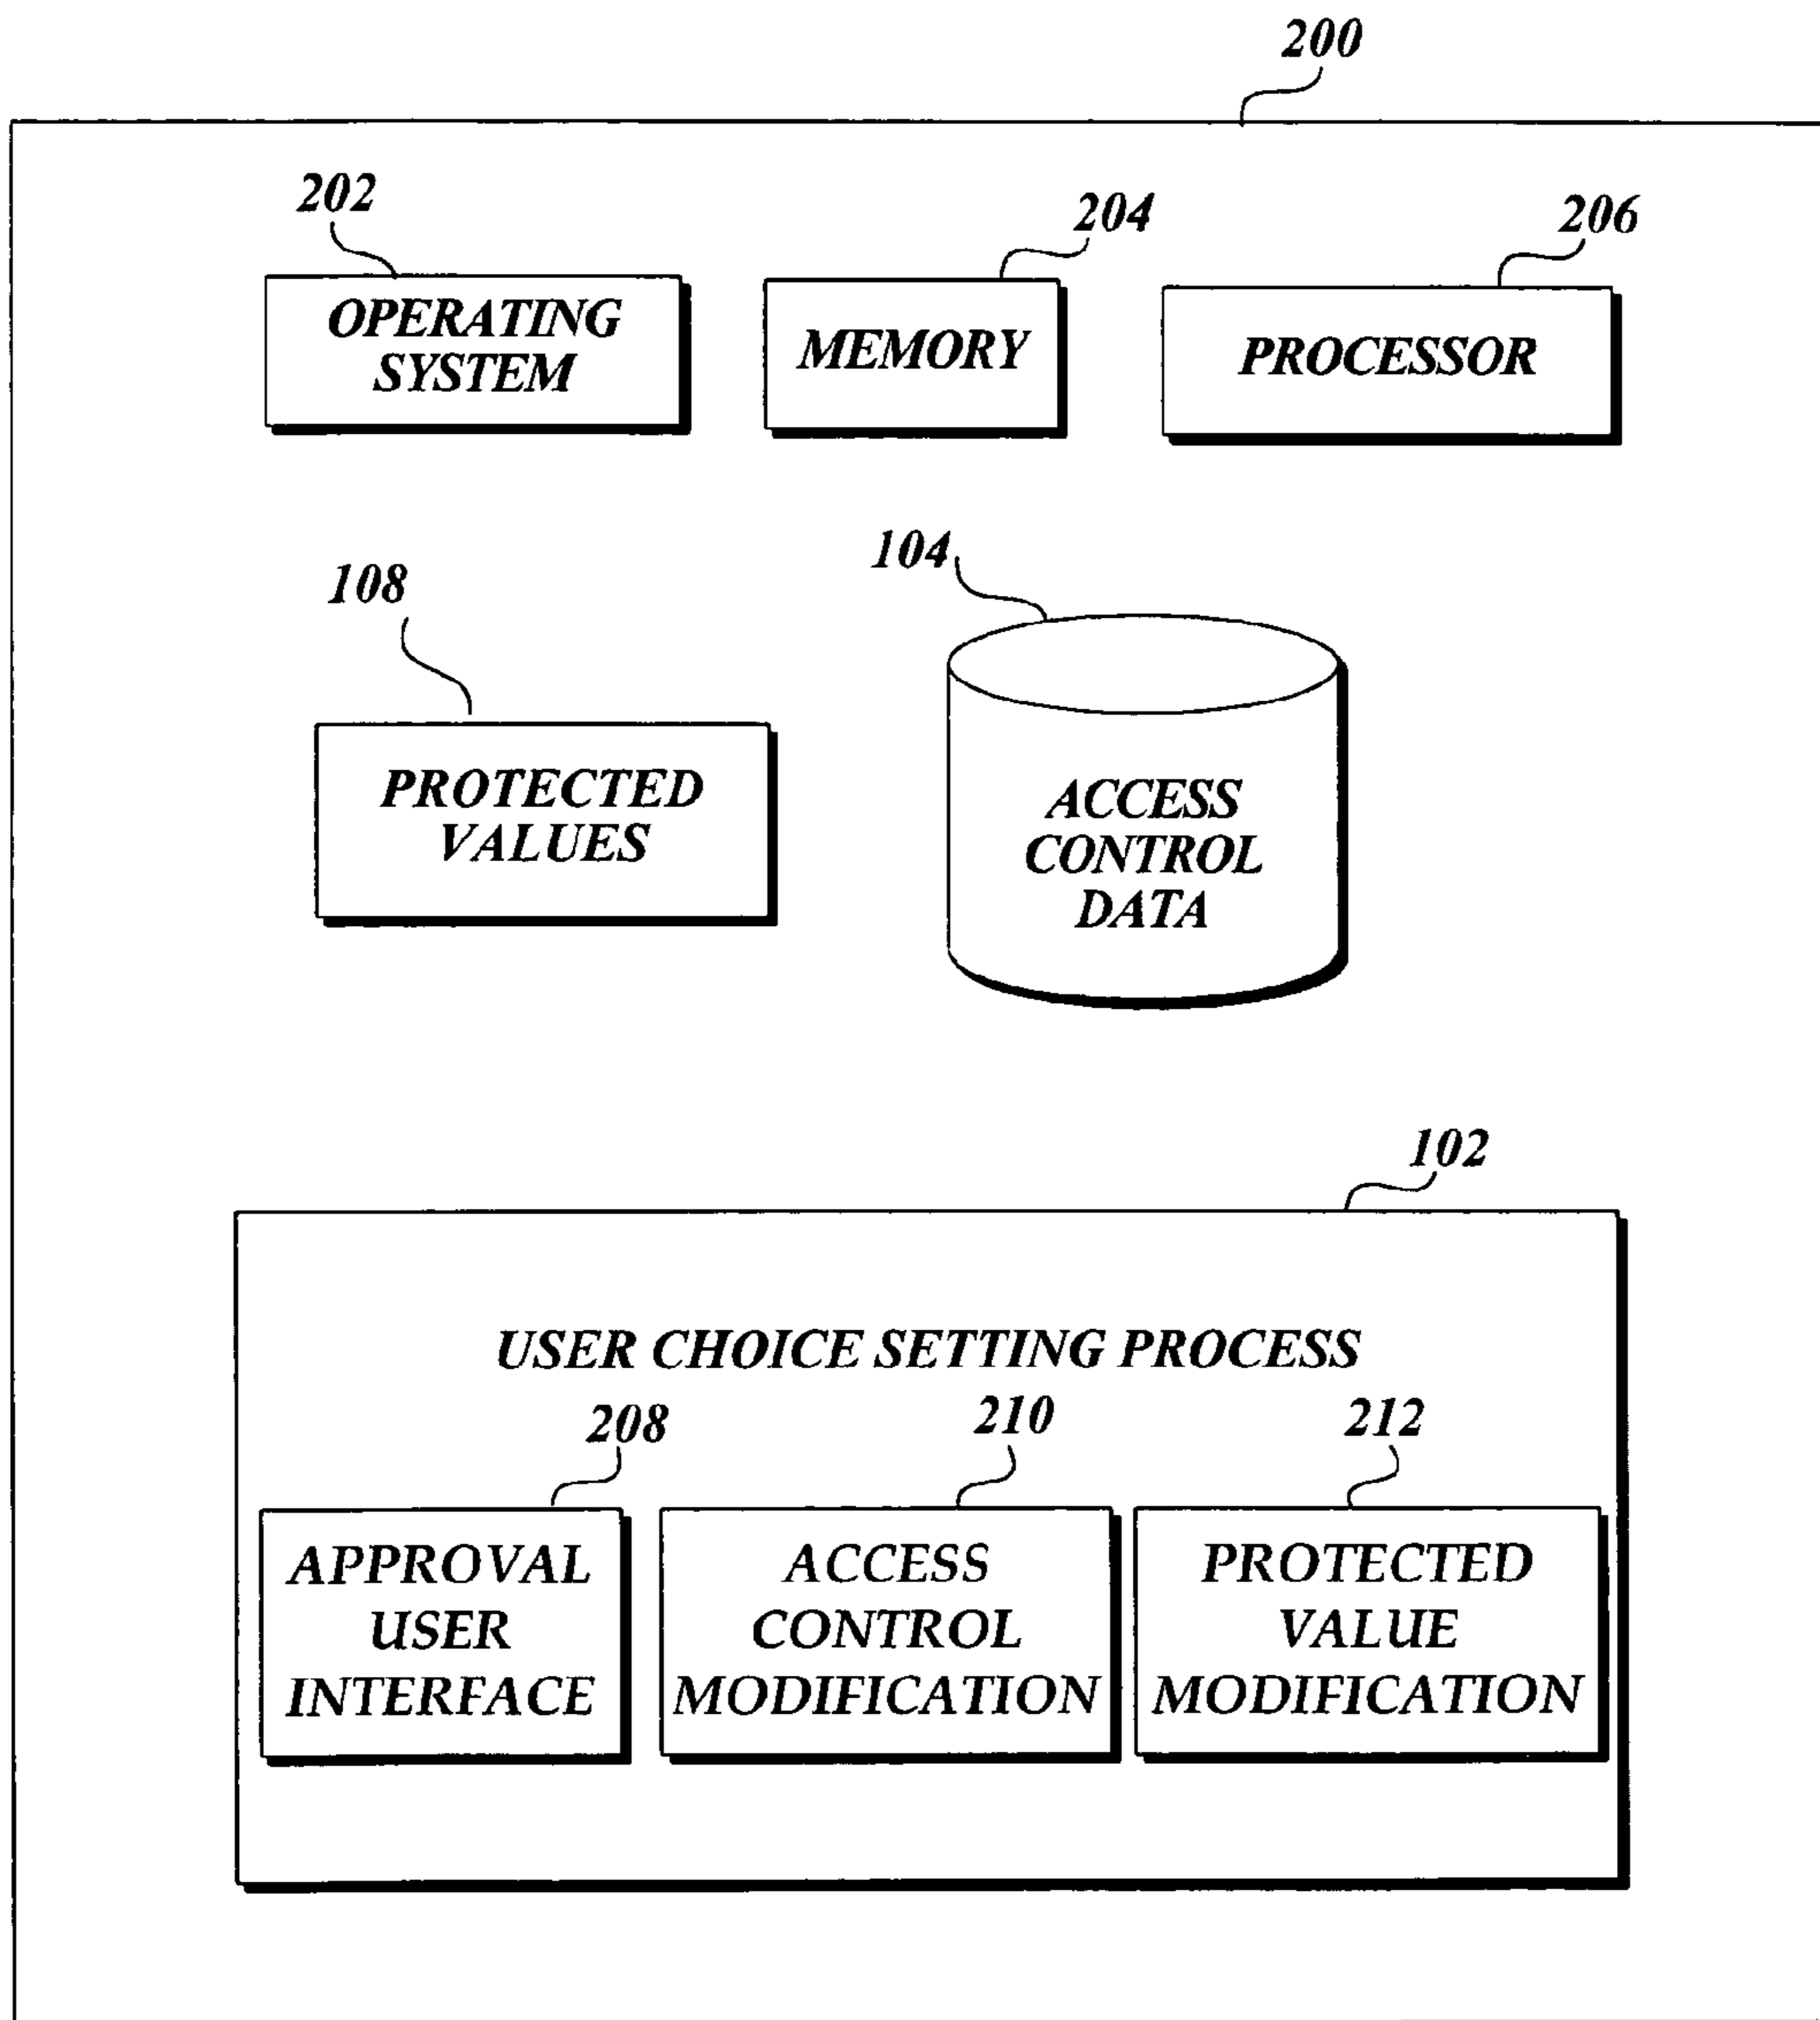 200
202
204
206
OPERATING
SYSTEM
MEMORY
PROCESSOR
108
104
PROTECTED
VALUES
ACCESS
CONTROL
DATA
102
USER CHOICE SETTING PROCESS
208
210
212
APPROVAL
USER
INTERFACE
ACCESS
CONTROL
MODIFICATION
PROTECTED
VALUE
MODIFICATION